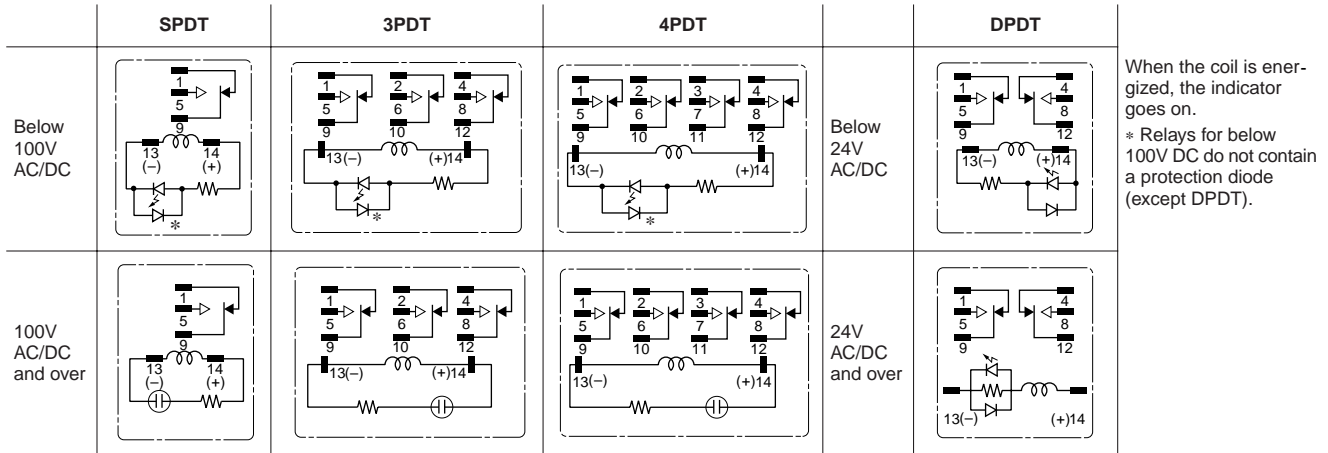 SPDT 3PDT 4PDT DPDT
Below
100V
AC/DC
1
5
9
13
(–)
14
(+)
*
1 2 4
5 6 8
9 10 12
13(–) (+)14
*
1 2 3 4
5 6 7 8
9 10 11 12
13(–) (+)14
*
Below
24V
AC/DC
1 4
5 8
9 12
13(–) (+)14
When the coil is ener-
gized, the indicator
goes on.
* Relays for below
100V DC do not contain
a protection diode
(except DPDT).
100V
AC/DC
and over
1
5
9
13
(–)
14
(+)
1 2 4
5 6 8
9 10 12
13(–) (+)14
1 2 3 4
5 6 7 8
9 10 11 12
13(–) (+)14
24V
AC/DC
and over
1 4
5 8
9 12
13(–) (+)14